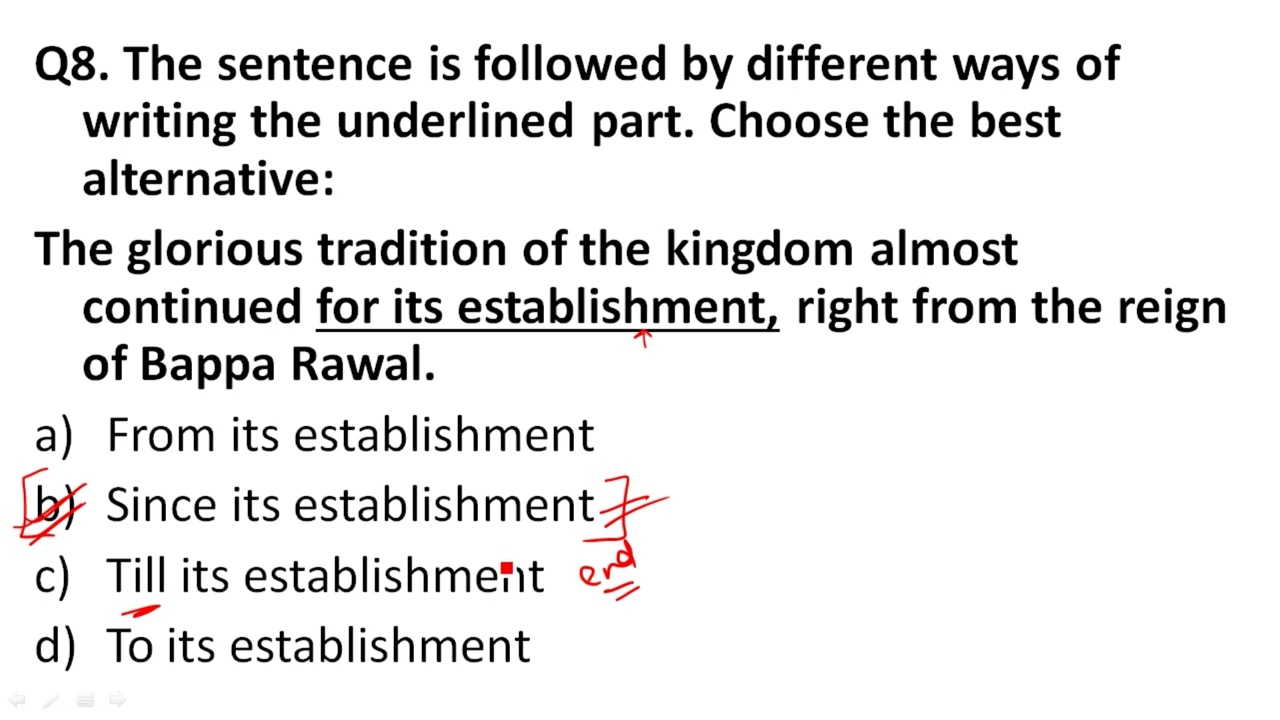 Q8. The sentence is followed by different ways of
writing the underlined part. Choose the best
alternative:
The glorious tradition of the kingdom almost
continued for its establishment, right from the reign
of Bappa Rawal.
a) From its establishment
b) Since its establishment
c) Till its establishment end
d) To its establishment